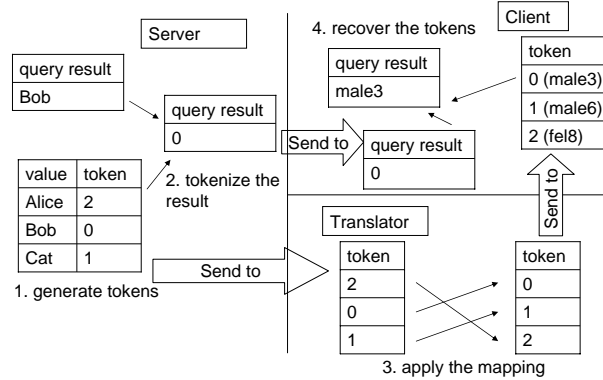 Server
query result
Bob
query result
0
value token
Alice 2
Bob 0
Cat 1
2. tokenize the
result
1. generate tokens
Send to
Send to
4. recover the tokens
Client
query result
male3
query result
0
token
0 (male3)
1 (male6)
2 (fel8)
Send to
Translator
token
2
0
1
token
0
1
2
3. apply the mapping